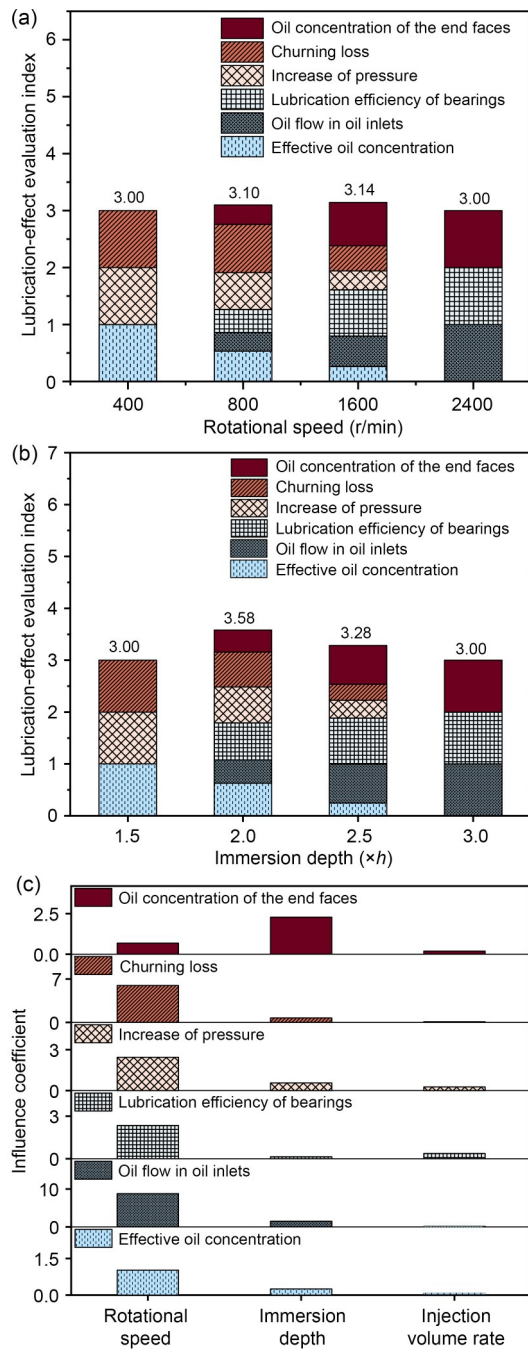 (a)
Lubrication-effect evaluation index
6
5
4
3
2
1
0
Oil concentration of the end faces
Churning loss
Increase of pressure
Lubrication efficiency of bearings
Oil flow in oil inlets
Effective oil concentration
3.00
3.10
3.14
3.00
400
800
1600
2400
Rotational speed (r/min)
(b)
Lubrication-effect evaluation index
7
6
5
4
3
2
1
0
Oil concentration of the end faces
Churning loss
Increase of pressure
Lubrication efficiency of bearings
Oil flow in oil inlets
Effective oil concentration
3.00
3.58
3.28
3.00
1.5
2.0
2.5
3.0
Immersion depth (×h)
(c)
Influence coefficient
Oil concentration of the end faces
2.5
0.0
Churning loss
7
0
Increase of pressure
3
0
Lubrication efficiency of bearings
3
0
Oil flow in oil inlets
10
0
Effective oil concentration
1.5
0.0
Rotational
speed
Immersion
depth
Injection
volume rate